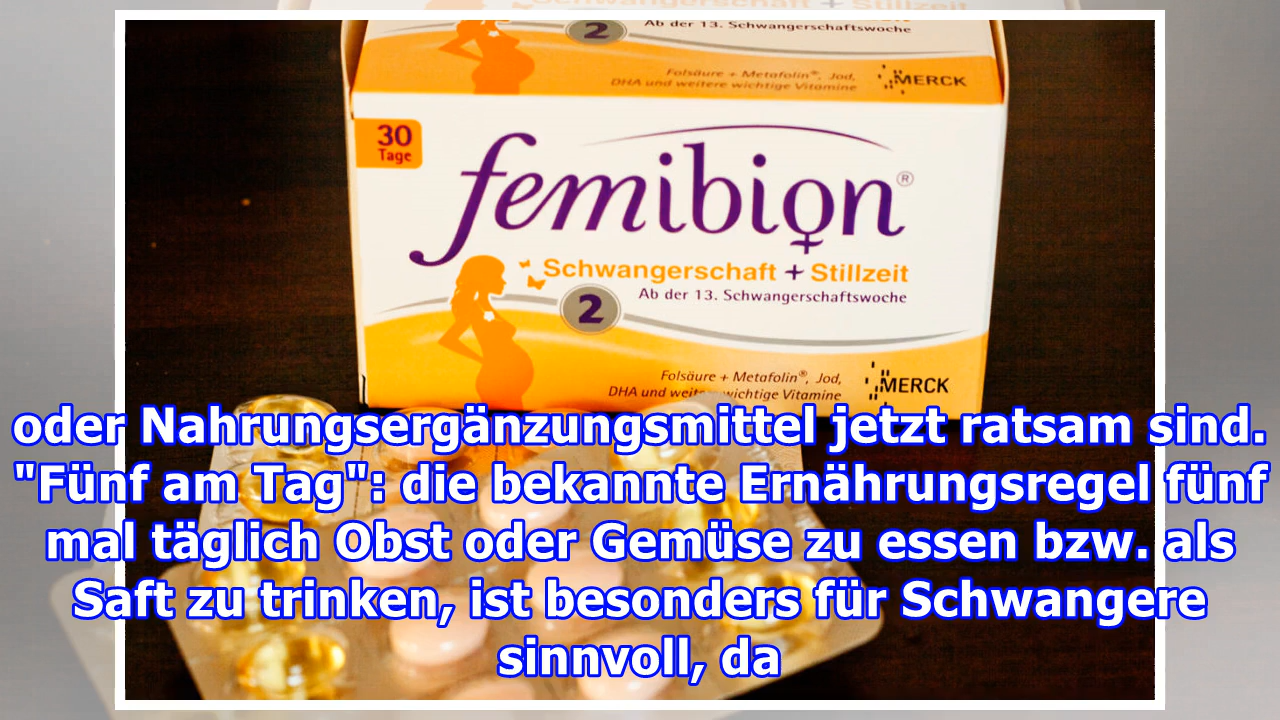 Schwangerschaft + Stillzeit
2
Ab der 13. Schwangerschaftswoche
Folsäure + Metafolin®, Jod,
DHA und weitere wichtige Vitamine
MERCK
30
Tage
femibion®
Schwangerschaft + Stillzeit
2
Ab der 13. Schwangerschaftswoche
Folsäure + Metafolin®, Jod,
DHA und weitere wichtige Vitamine
MERCK
oder Nahrungsergänzungsmittel jetzt ratsam sind.
"Fünf am Tag": die bekannte Ernährungsregel fünf
mal täglich Obst oder Gemüse zu essen bzw. als
Saft zu trinken, ist besonders für Schwangere
sinnvoll, da